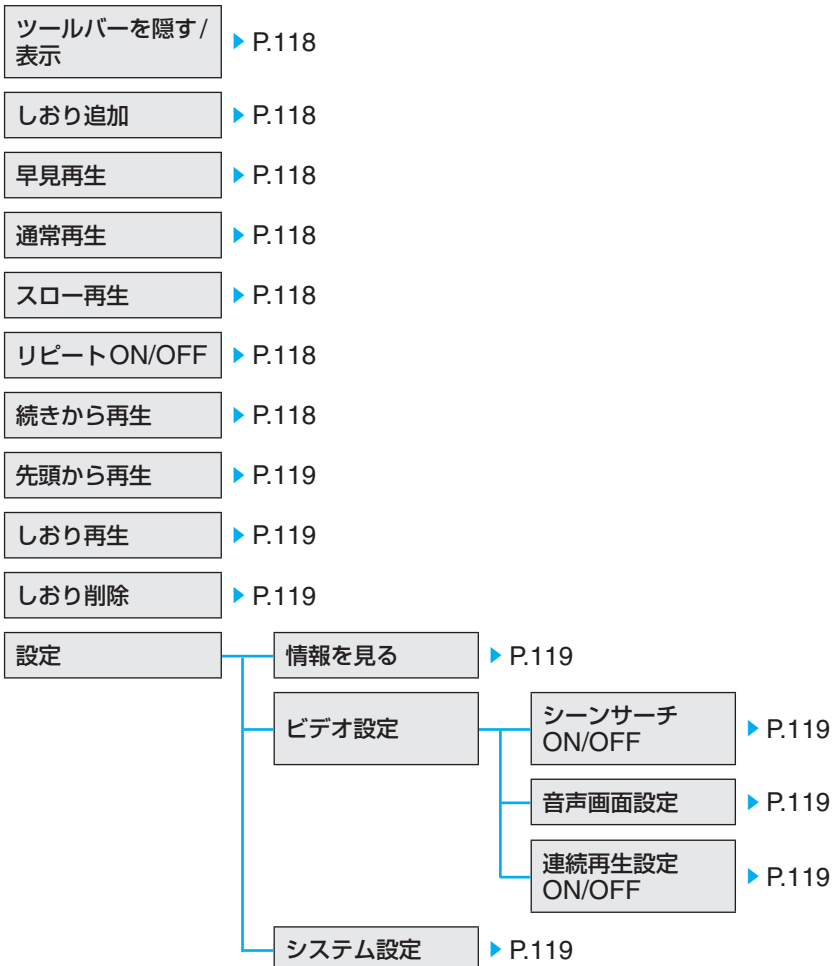 ツールバーを隠す/
表示
▶ P.118
しおり追加 ▶ P.118
早見再生 ▶ P.118
通常再生 ▶ P.118
スロー再生 ▶ P.118
リピートON/OFF ▶ P.118
続きから再生 ▶ P.118
先頭から再生 ▶ P.119
しおり再生 ▶ P.119
しおり削除 ▶ P.119
設定
情報を見る ▶ P.119
ビデオ設定
シーンサーチ
ON/OFF
▶ P.119
音声画面設定 ▶ P.119
連続再生設定
ON/OFF
▶ P.119
システム設定 ▶ P.119